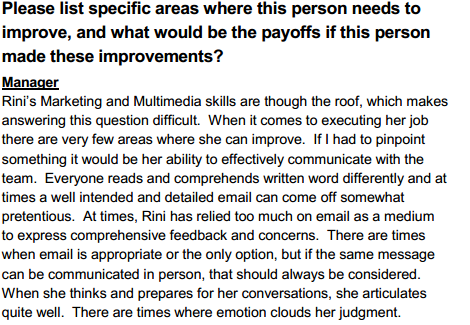 Please list specific areas where this person needs to
improve, and what would be the payoffs if this person
made these improvements?
Manager
Rini's Marketing and Multimedia skills are though the roof, which makes
answering this question difficult.  When it comes to executing her job
there are very few areas where she can improve.  If I had to pinpoint
something it would be her ability to effectively communicate with the
team.  Everyone reads and comprehends written word differently and at
times a well intended and detailed email can come off somewhat
pretentious.  At times, Rini has relied too much on email as a medium
to express comprehensive feedback and concerns.  There are times
when email is appropriate or the only option, but if the same message
can be communicated in person, that should always be considered.
When she thinks and prepares for her conversations, she articulates
quite well.  There are times where emotion clouds her judgment.